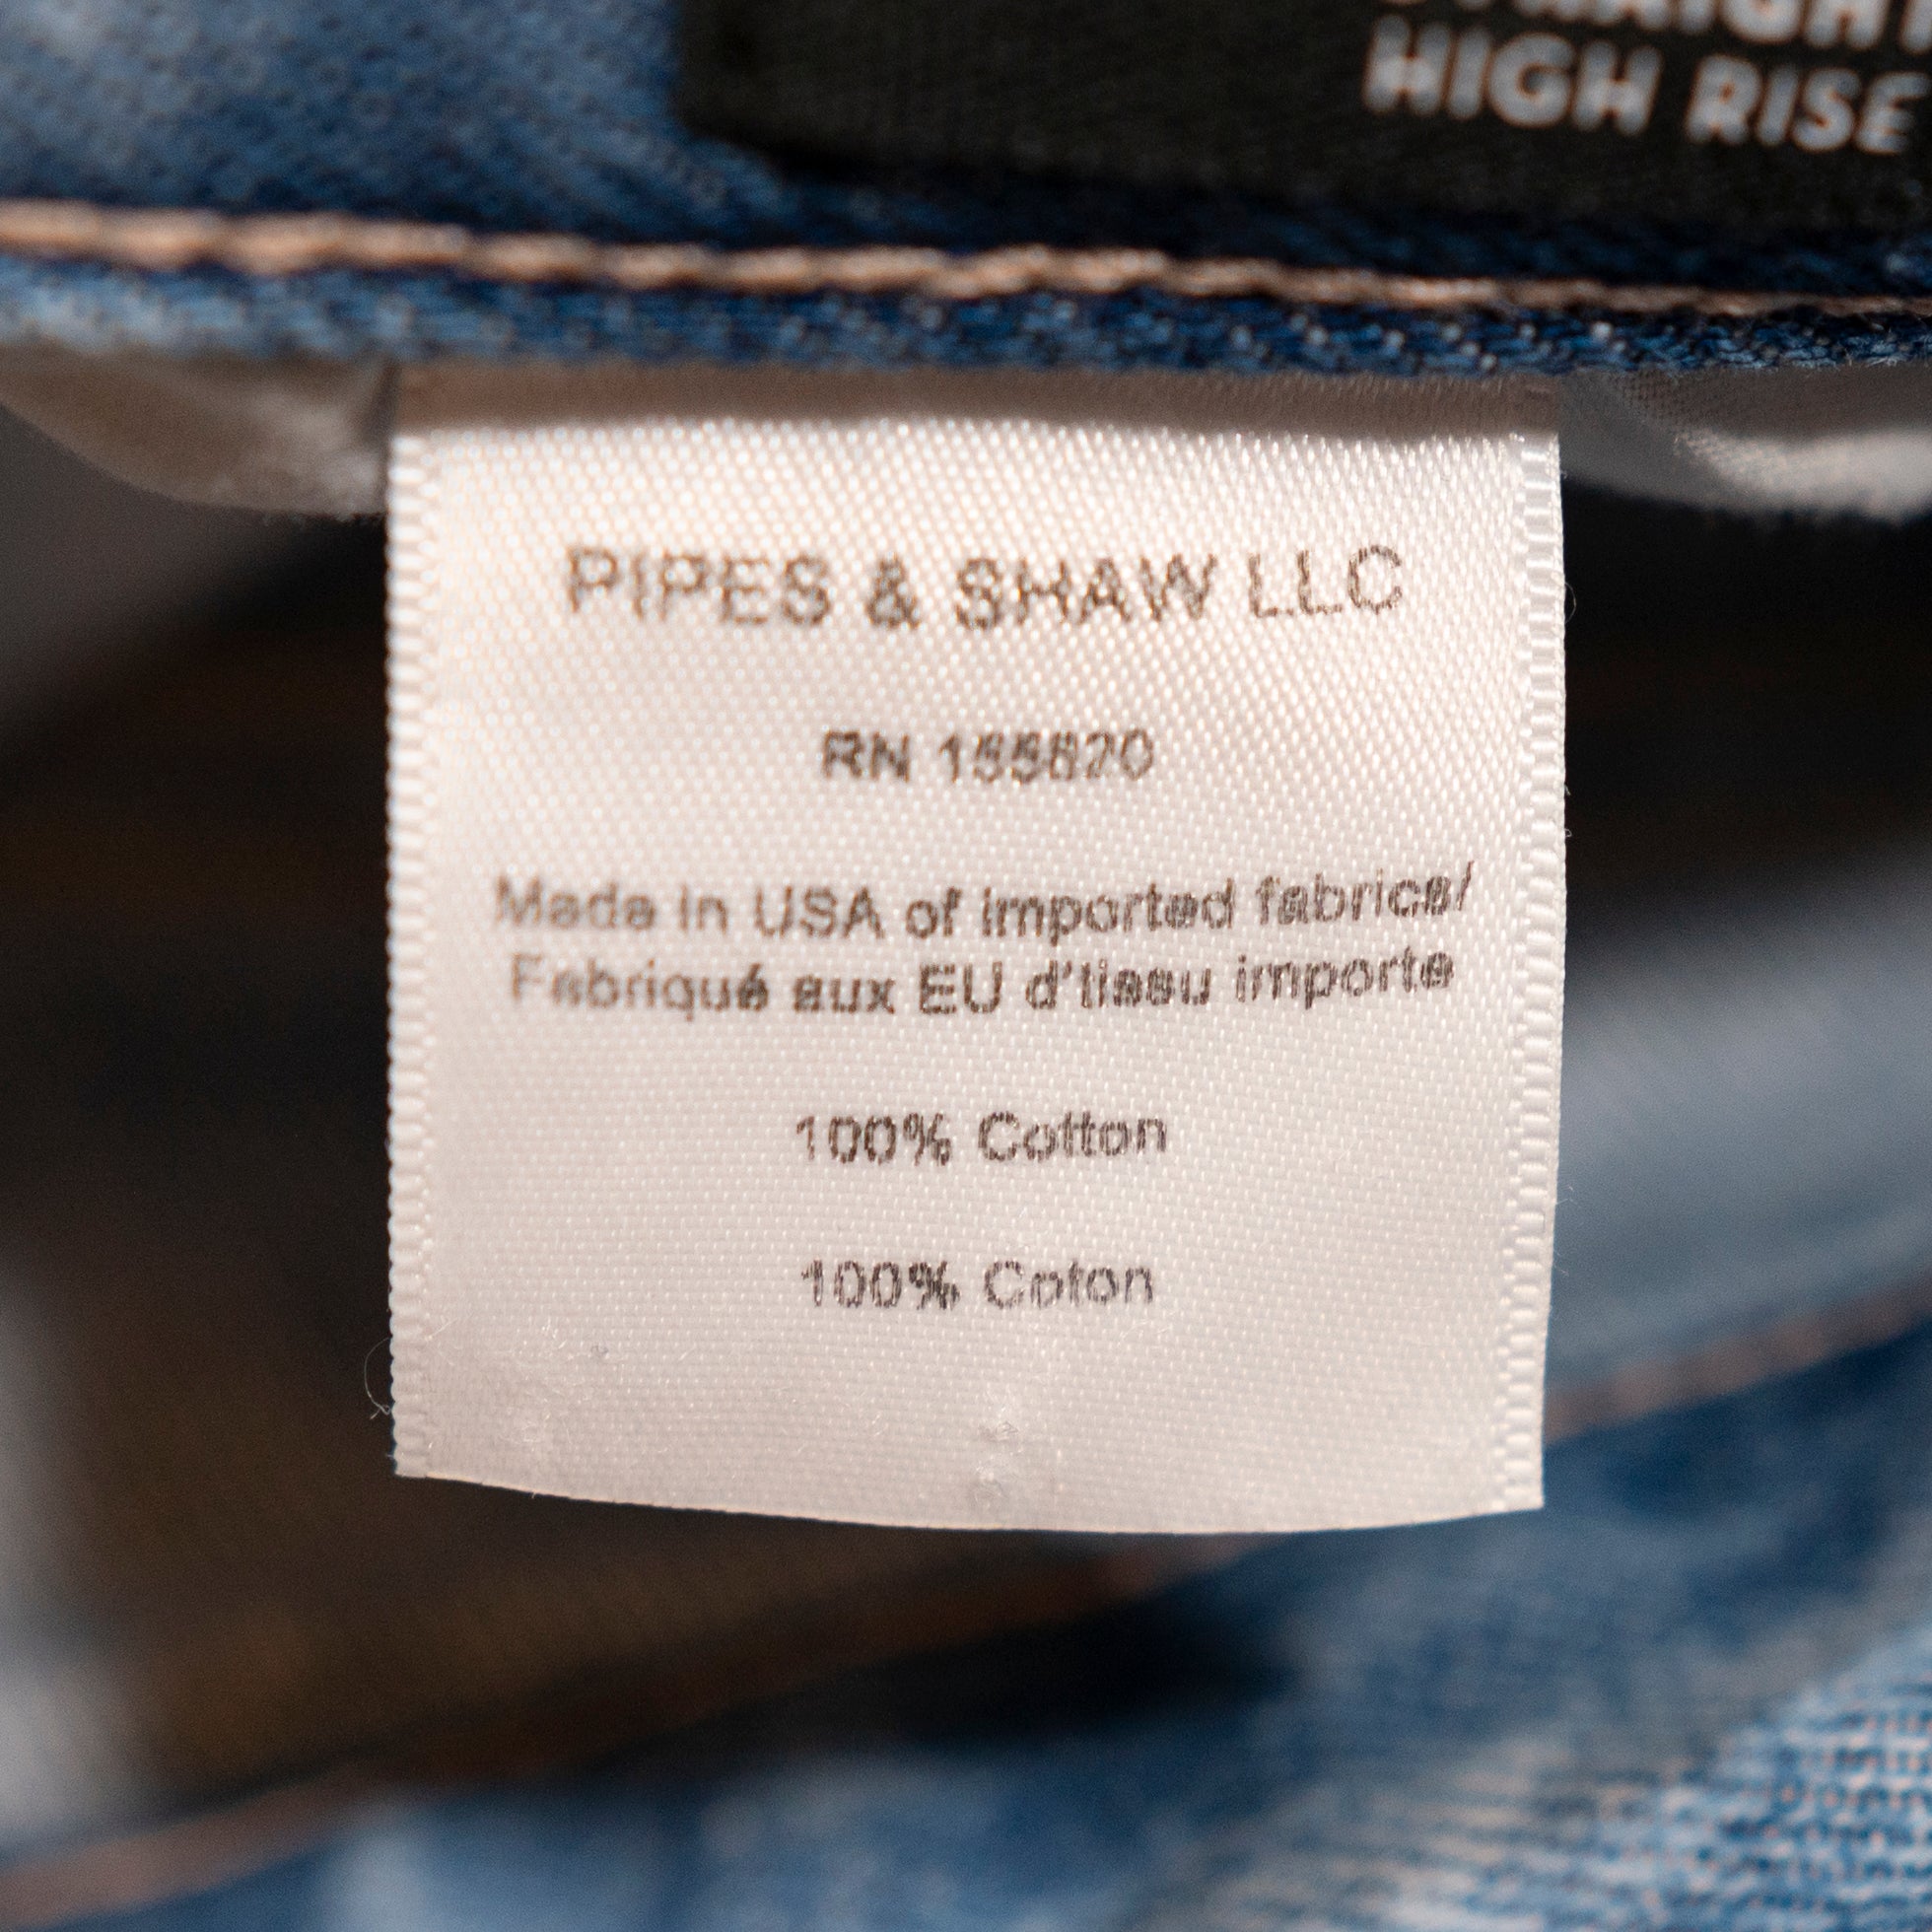 STRAIGHT
HIGH RISE
PIPES & SHAW LLC
RN 155820
Made in USA of imported fabrics/
Fabriqué aux EU d'tissu importe
100% Cotton
100% Coton